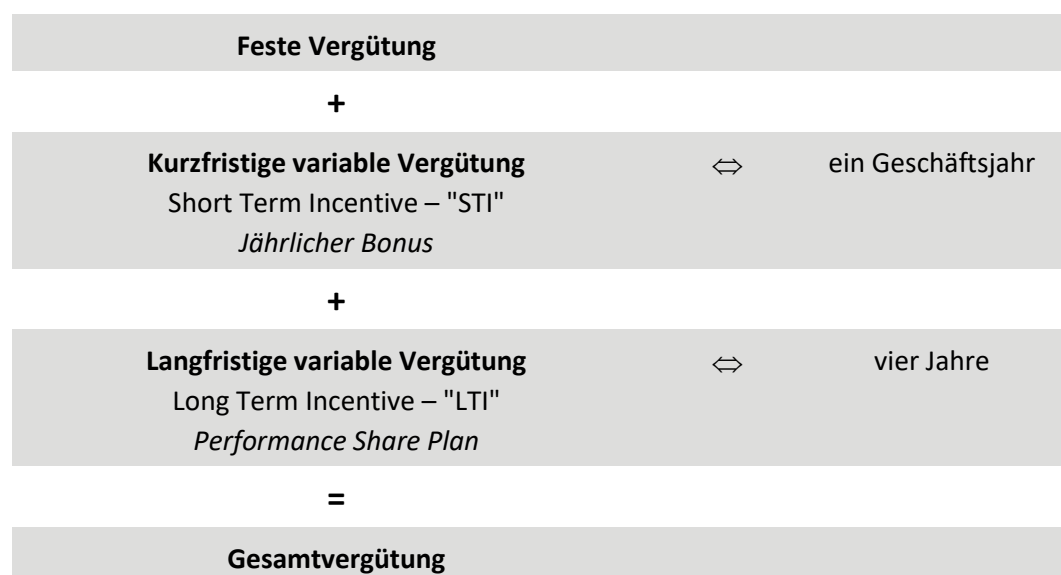 Feste Vergütung
+
Kurzfristige variable Vergütung ⇔ ein Geschäftsjahr
Short Term Incentive – "STI"
Jährlicher Bonus
+
Langfristige variable Vergütung ⇔ vier Jahre
Long Term Incentive – "LTI"
Performance Share Plan
=
Gesamtvergütung